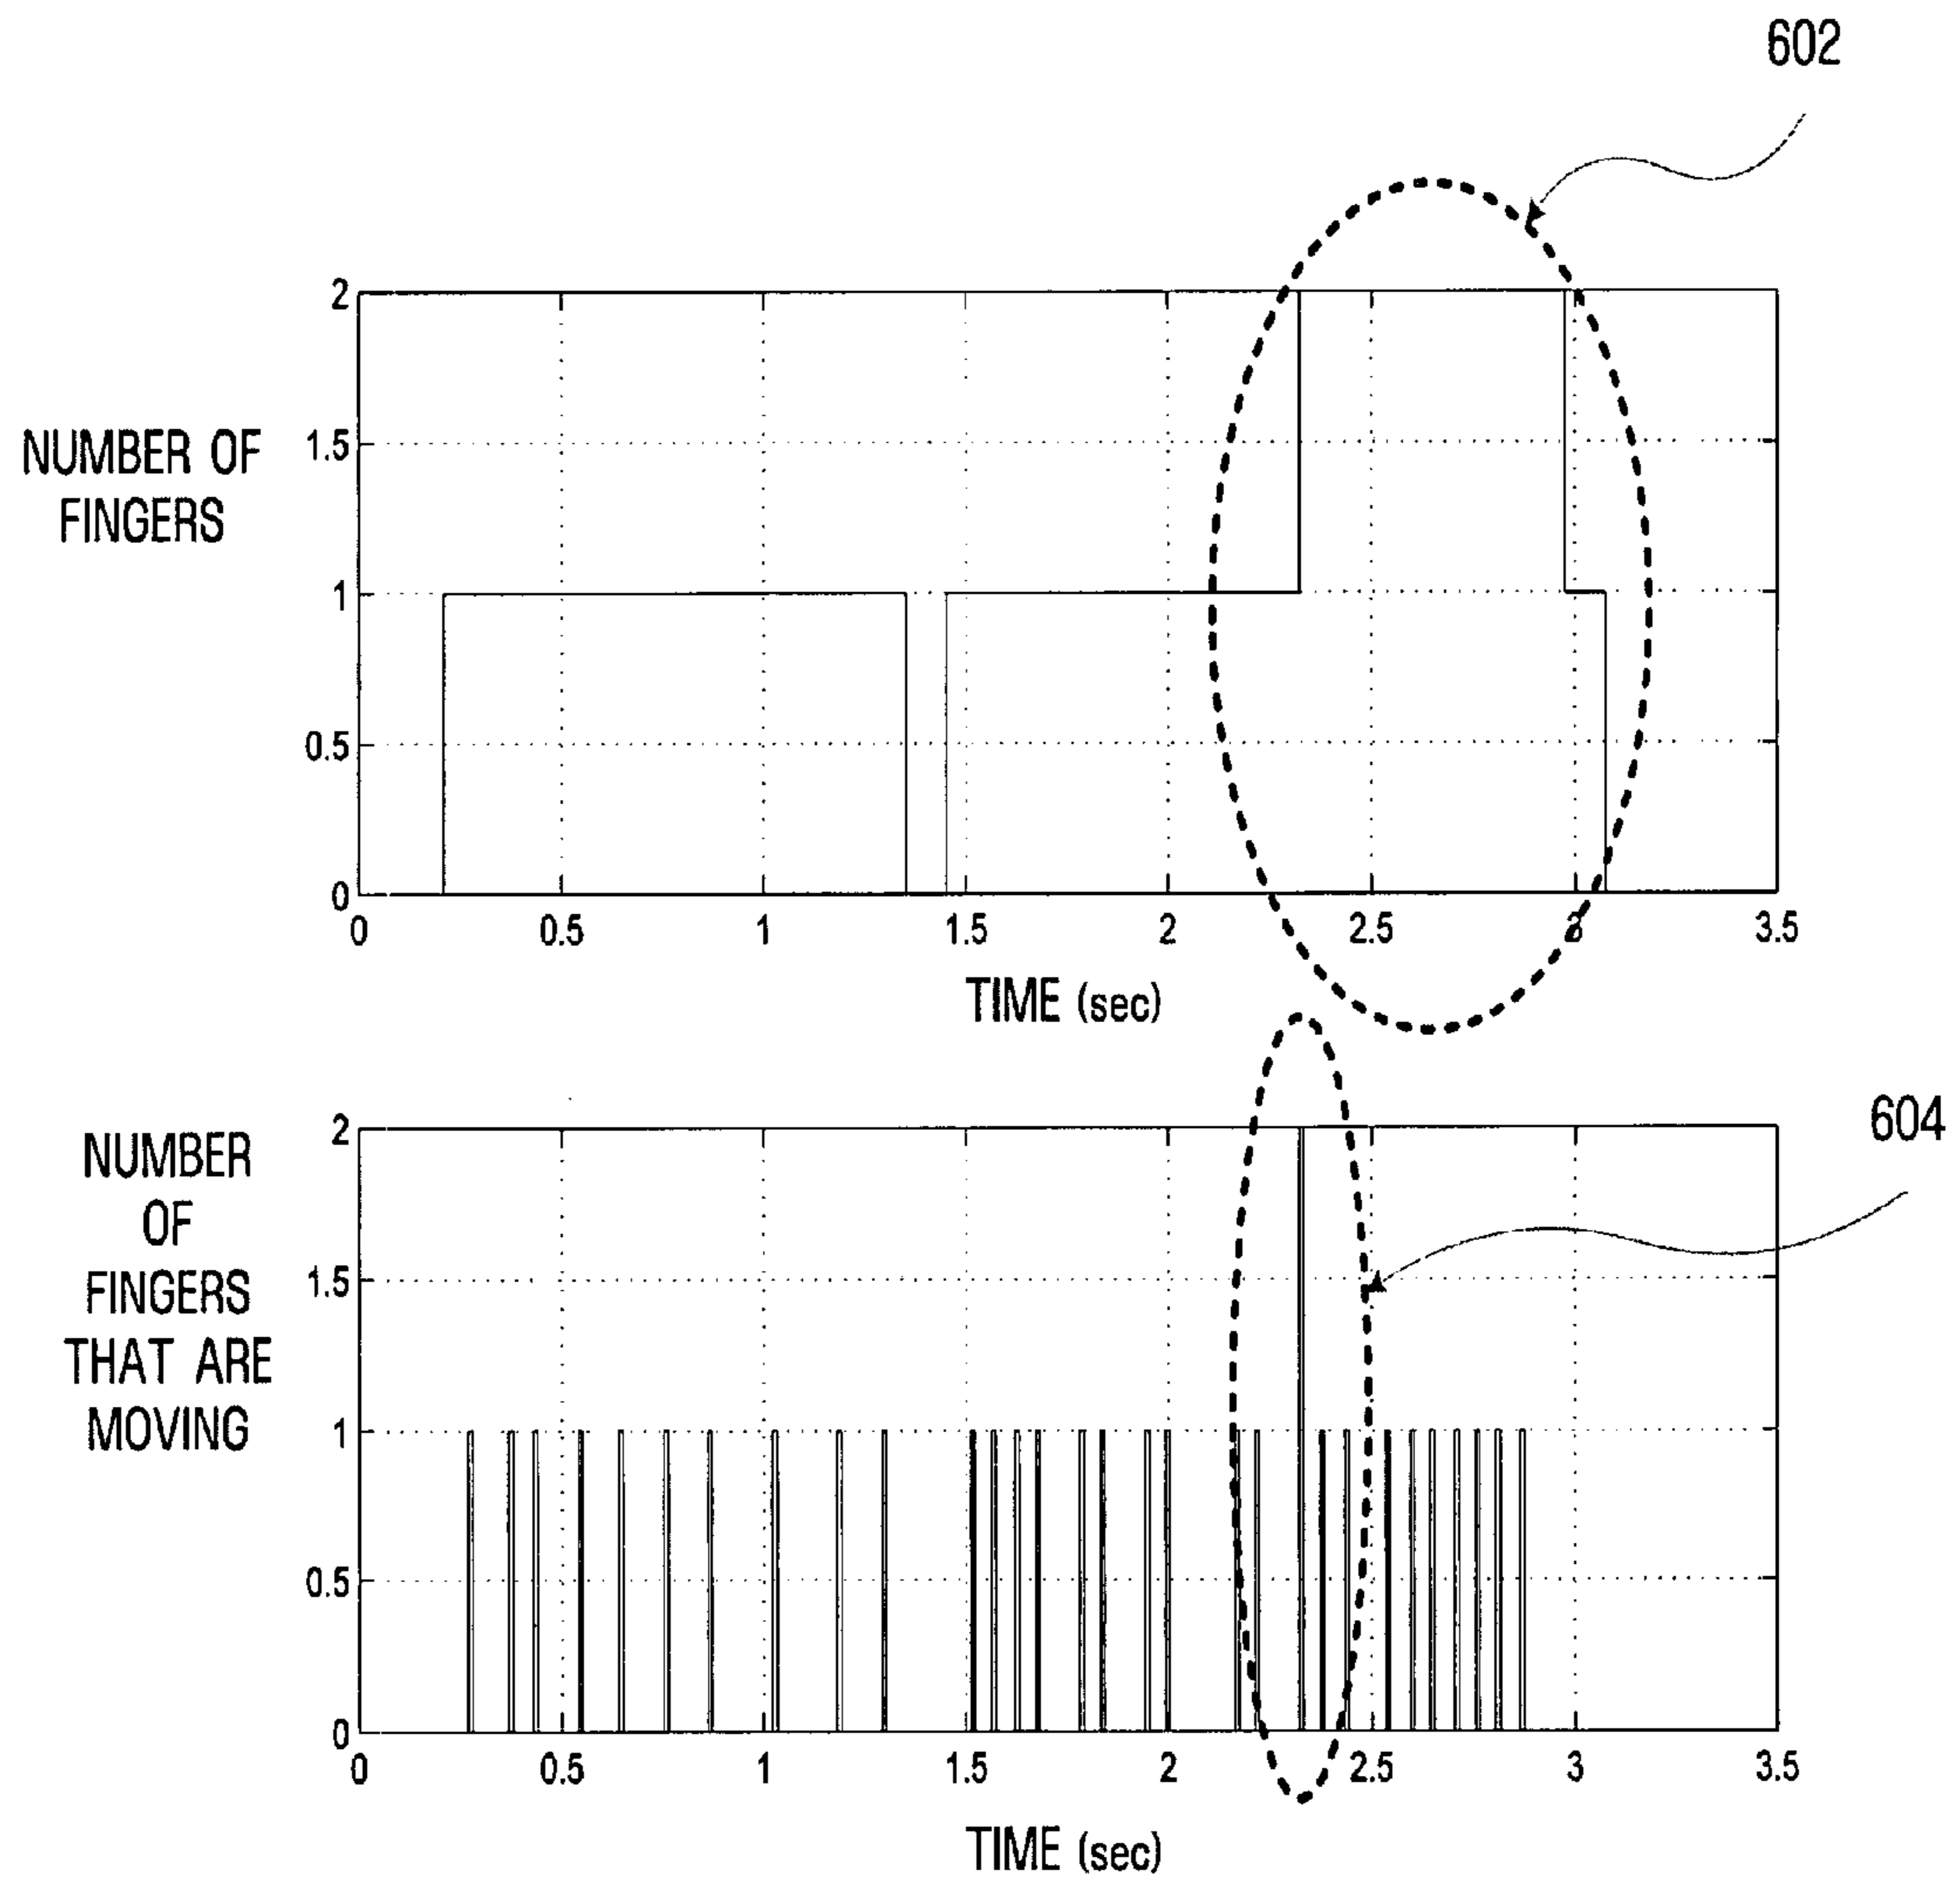 602
2
1.5
NUMBER OF
FINGERS
1
0.5
0
0 0.5 1 1.5 2 2.5 3 3.5
TIME (sec)
604
2
NUMBER
OF
FINGERS
THAT ARE
MOVING
1.5
1
0.5
0
0 0.5 1 1.5 2 2.5 3 3.5
TIME (sec)